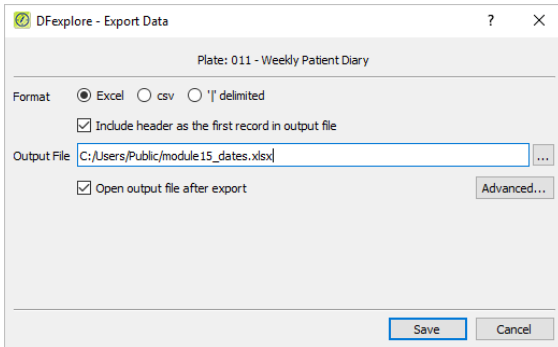 DFexplore - Export Data
Plate: 011 - Weekly Patient Diary
Format Excel csv '|' delimited
Include header as the first record in output file
Output File C:/Users/Public/module15_dates.xlsx ...
Open output file after export Advanced...
Save Cancel